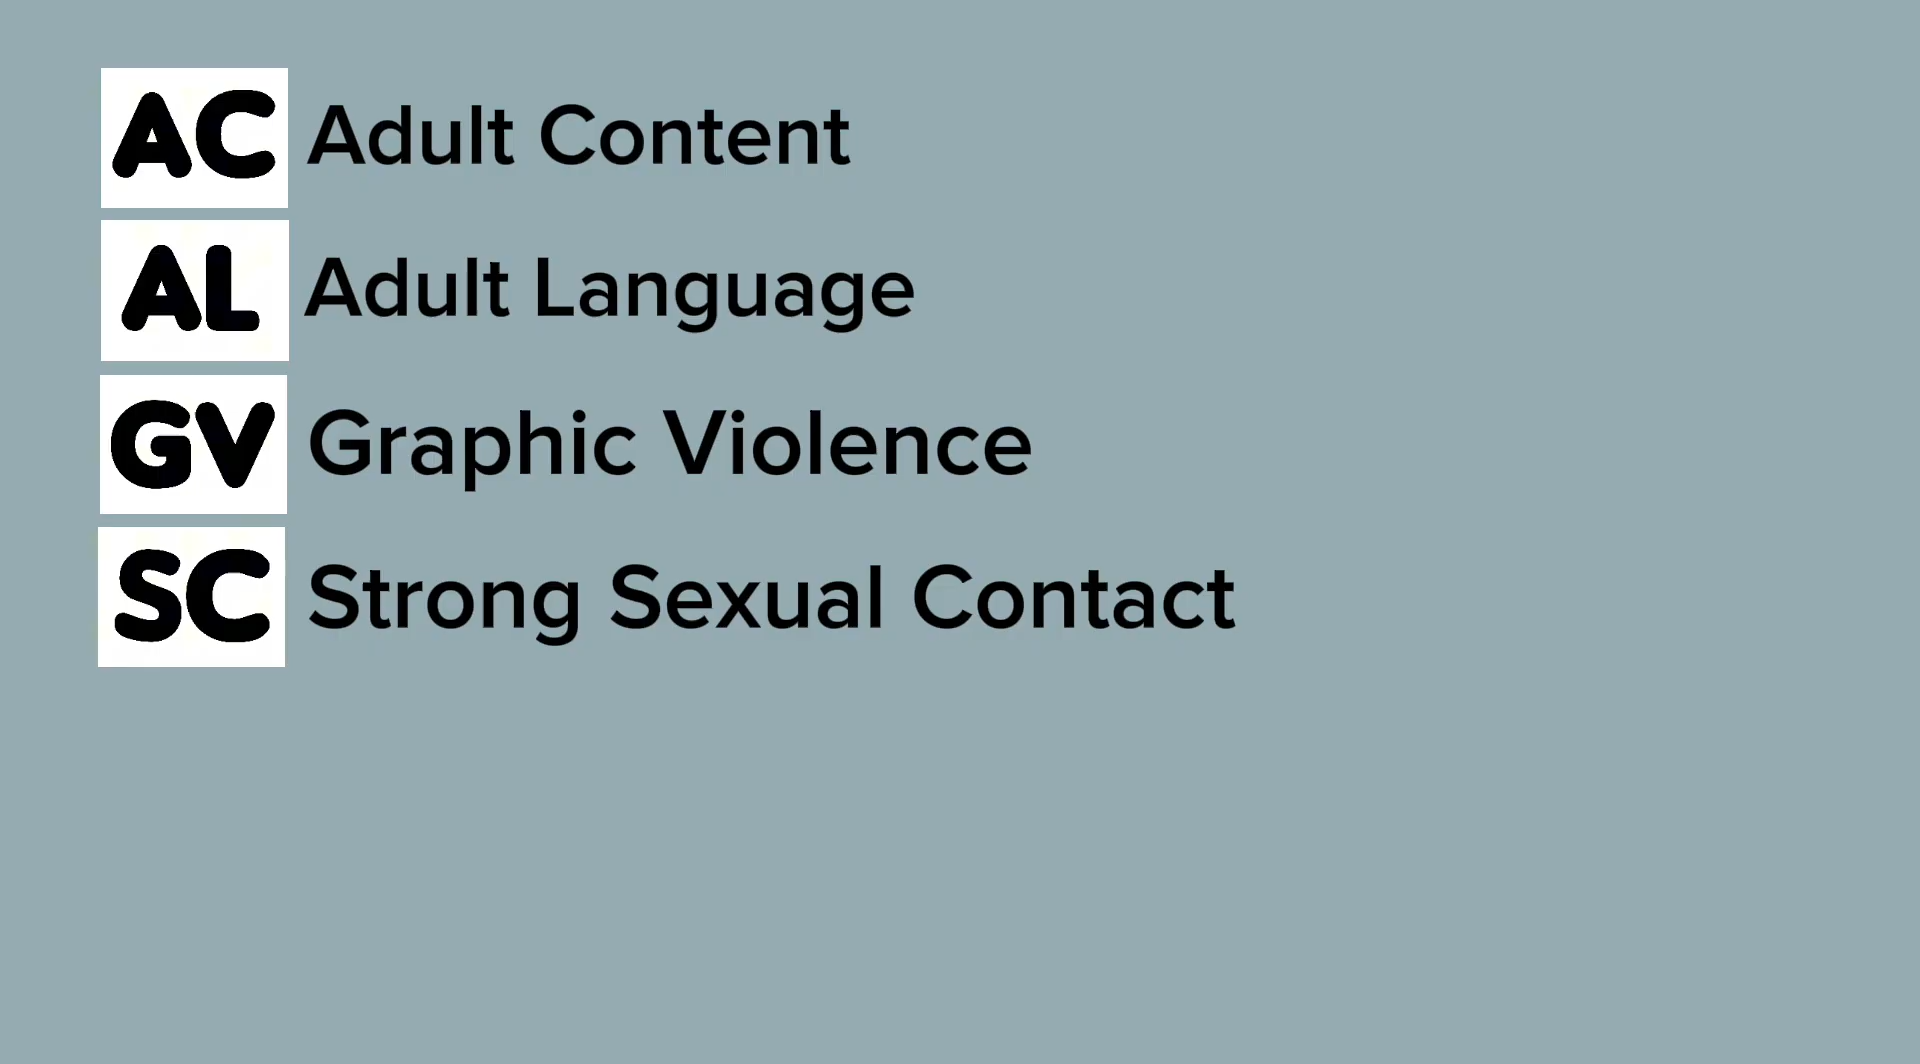 AC Adult Content
AL Adult Language
GV Graphic Violence
SC Strong Sexual Contact